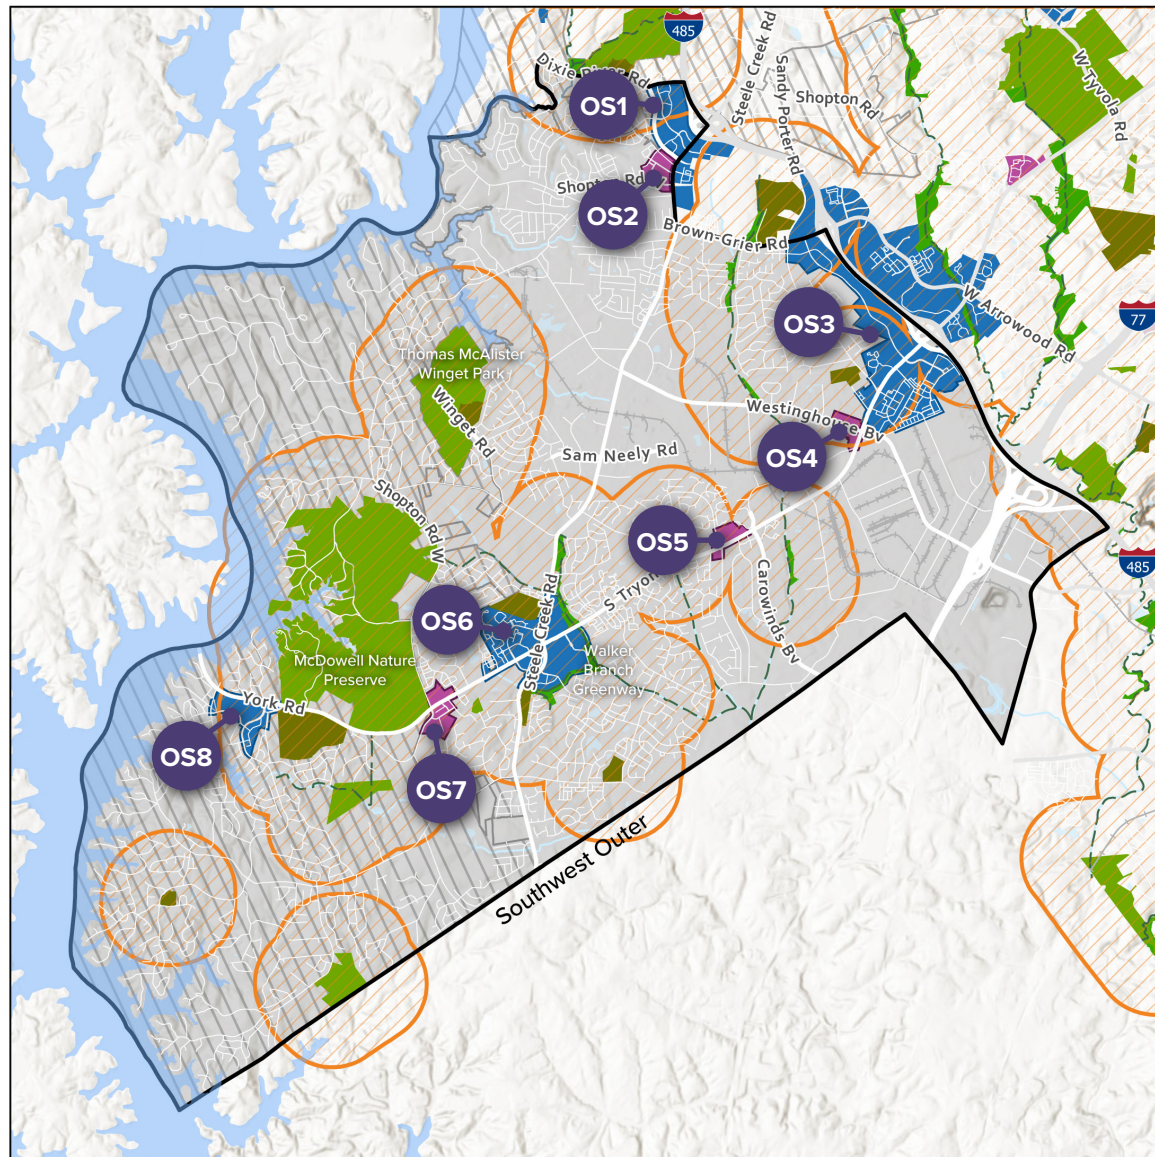 485
Steele Creek Rd
W Tyvola Rd
Dixie River Rd
Sandy Porter Rd
Shopton Rd
OS1
Shopton Rd
OS2
Brown-Grier Rd
W Arrowood Rd
77
OS3
Thomas McAlister
Winget Park
Winget Rd
Westinghouse Bv
OS4
Sam Neely Rd
Shopton Rd W
OS5
S Tryon
Carowinds Bv
485
Steele Creek Rd
OS6
Walker
Branch
Greenway
McDowell Nature
Preserve
York Rd
OS8
OS7
Southwest Outer